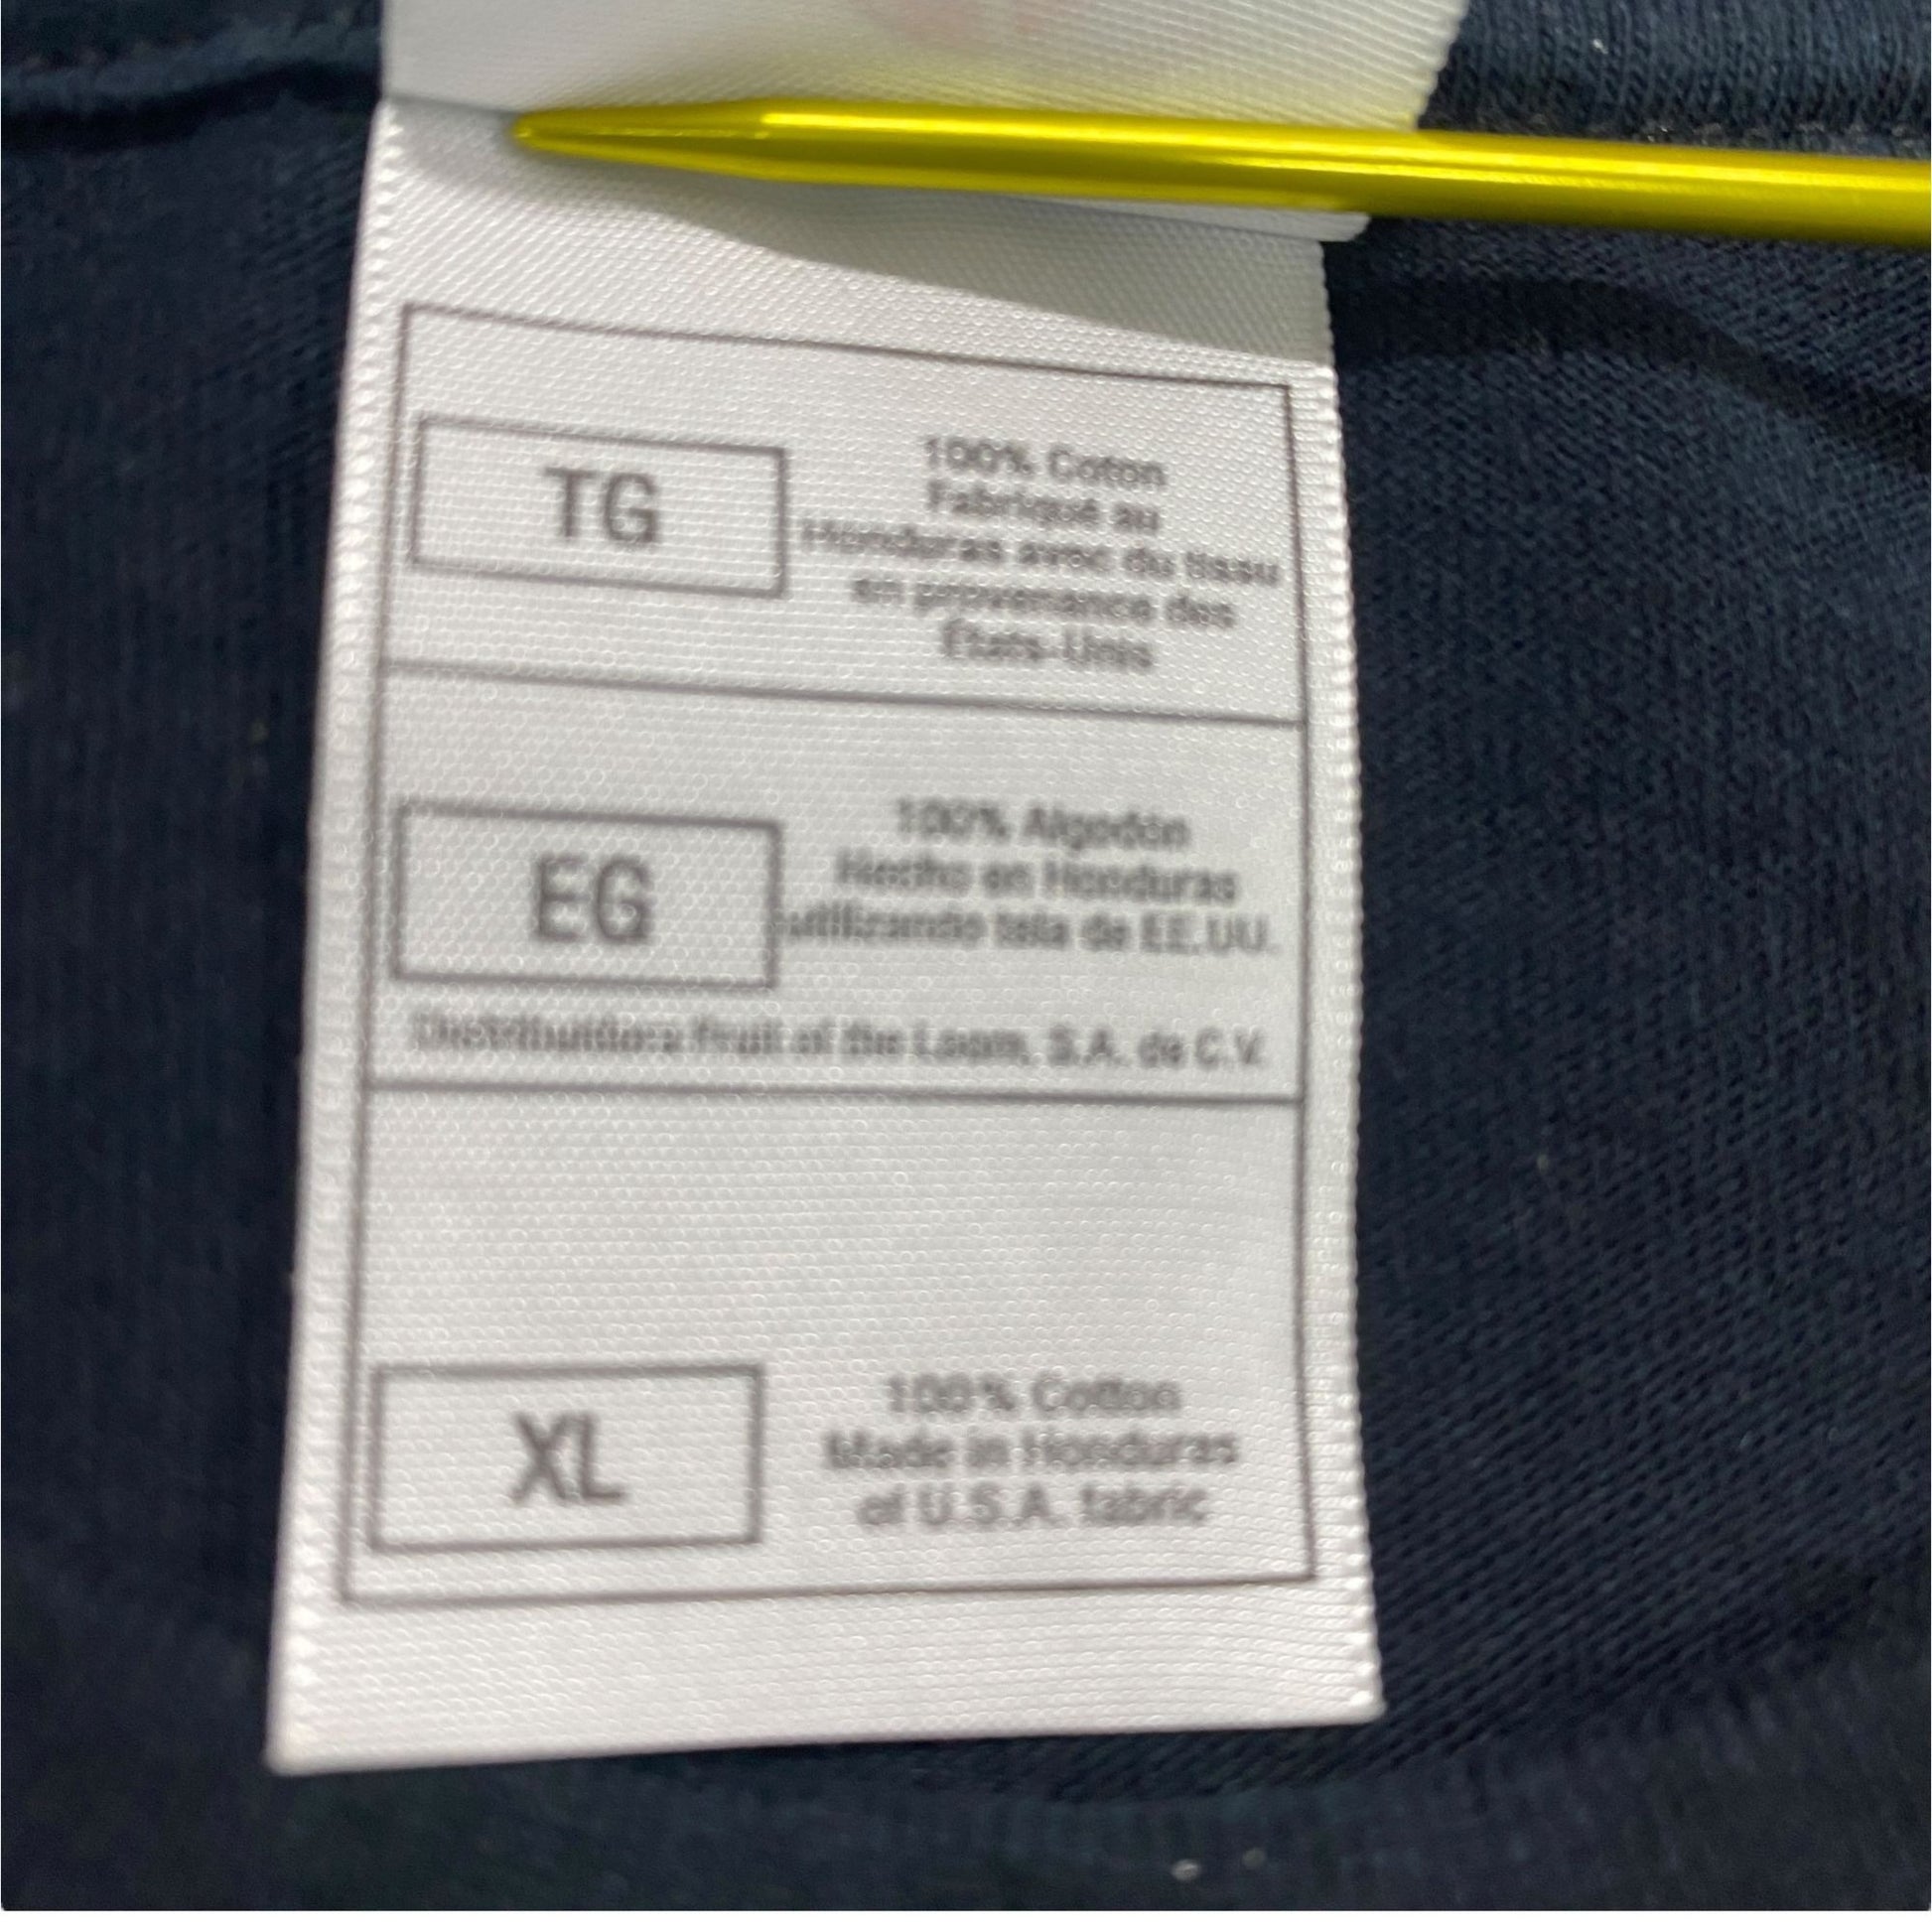 TG
100% Coton
Fabriqué au
Honduras avec du tissu
en provenance des
États-Unis
EG
100% Algodón
Hecho en Honduras
utilizando tela de EE.UU.
Distribuidora Fruit of the Loom, S.A. de C.V.
XL
100% Cotton
Made in Honduras
of U.S.A. fabric